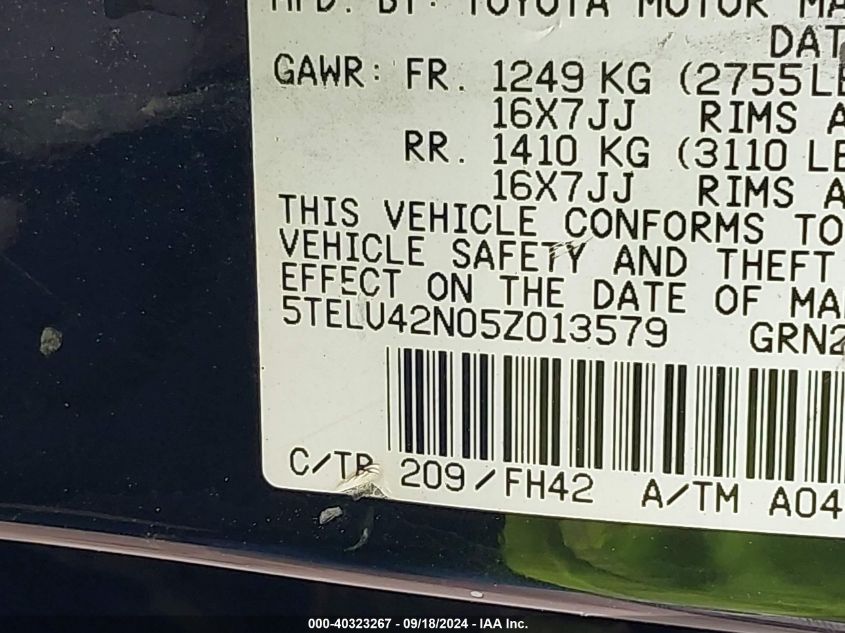 MFD. BY: TOYOTA MOTOR MA
DAT
GAWR: FR. 1249 KG (2755LB
16X7JJ RIMS A
RR. 1410 KG (3110 LB
16X7JJ RIMS A
THIS VEHICLE CONFORMS TO
VEHICLE SAFETY AND THEFT
EFFECT ON THE DATE OF MA
5TELU42N05Z013579 GRN2
C/TR 209/FH42 A/TM A04
000-40323267 - 09/18/2024 - IAA Inc.